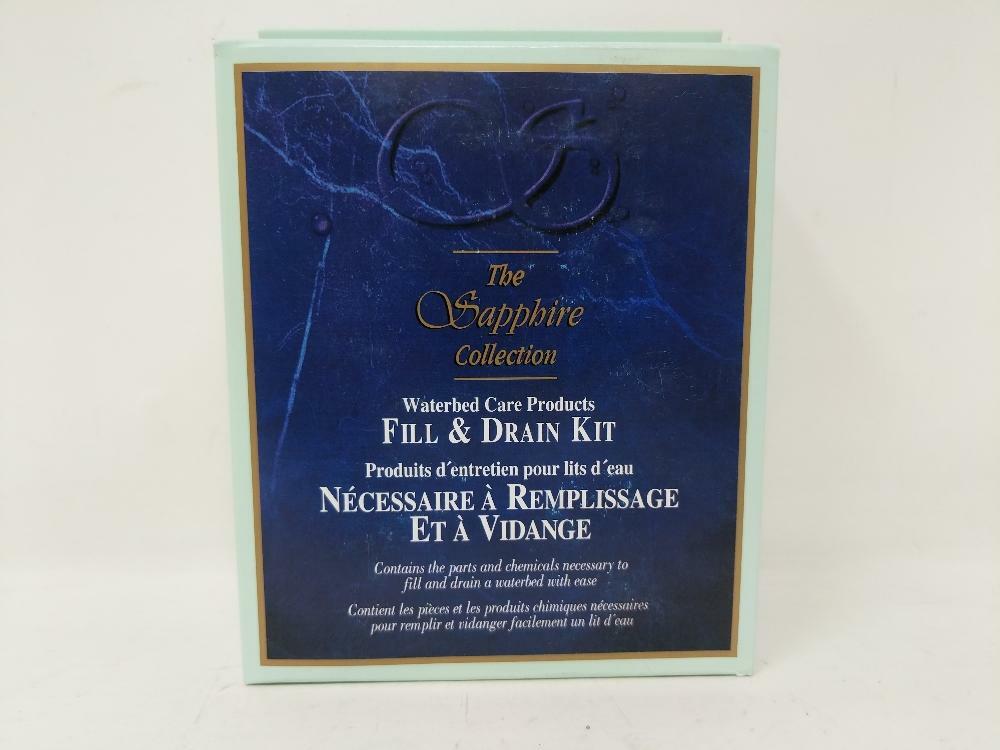 The
Sapphire
Collection
Waterbed Care Products
FILL & DRAIN KIT
Produits d´entretien pour lits d´eau
NÉCESSAIRE À REMPLISSAGE
ET À VIDANGE
Contains the parts and chemicals necessary to
fill and drain a waterbed with ease
Contient les pièces et les produits chimiques nécessaires
pour remplir et vidanger facilement un lit d´eau